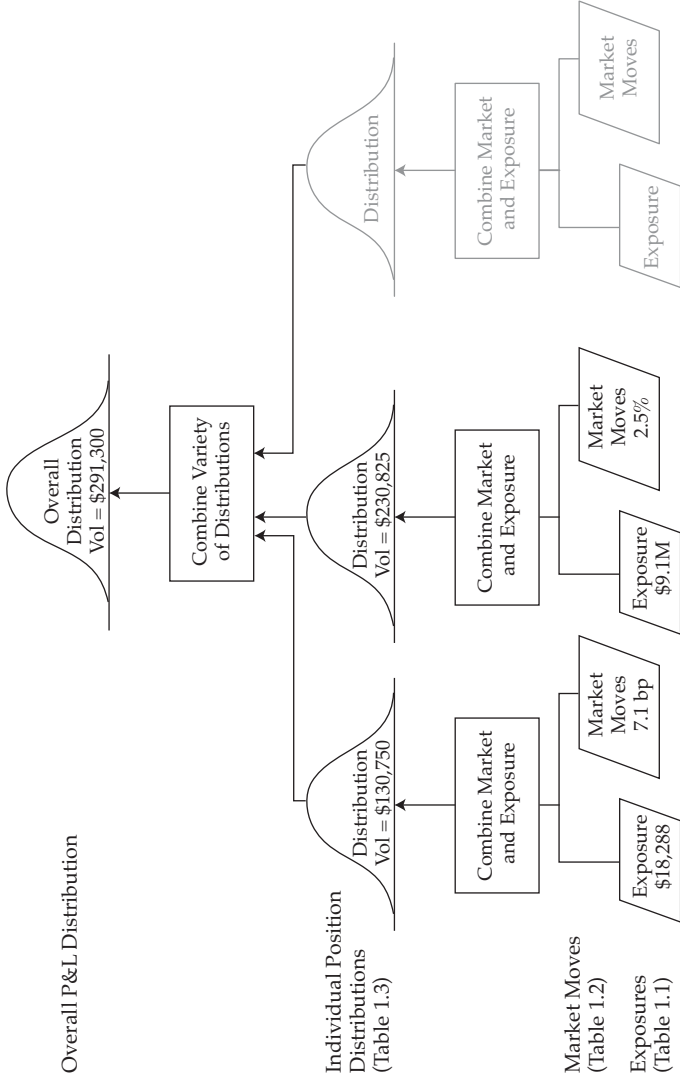 Overall P&L Distribution
Overall
Distribution
Vol = $291,300
Combine Variety
of Distributions
Individual Position
Distributions
(Table 1.3)
Distribution
Vol = $130,750
Distribution
Vol = $230,825
Distribution
Combine Market
and Exposure
Combine Market
and Exposure
Combine Market
and Exposure
Market Moves
(Table 1.2)
Market
Moves
7.1 bp
Market
Moves
2.5%
Market
Moves
Exposures
(Table 1.1)
Exposure
$18,288
Exposure
$9.1M
Exposure